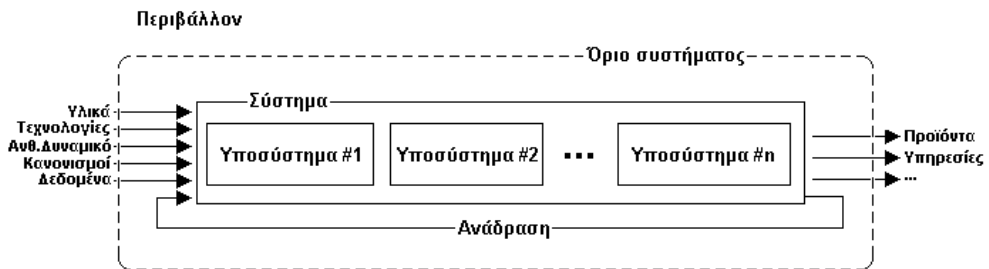 Περιβάλλον
Όριο συστήματος
Σύστημα
Υλικά
Τεχνολογίες
Ανθ.Δυναμικό
Κανονισμοί
Δεδομένα
Υποσύστημα #1
Υποσύστημα #2
...
Υποσύστημα #n
Προϊόντα
Υπηρεσίες
...
Ανάδραση